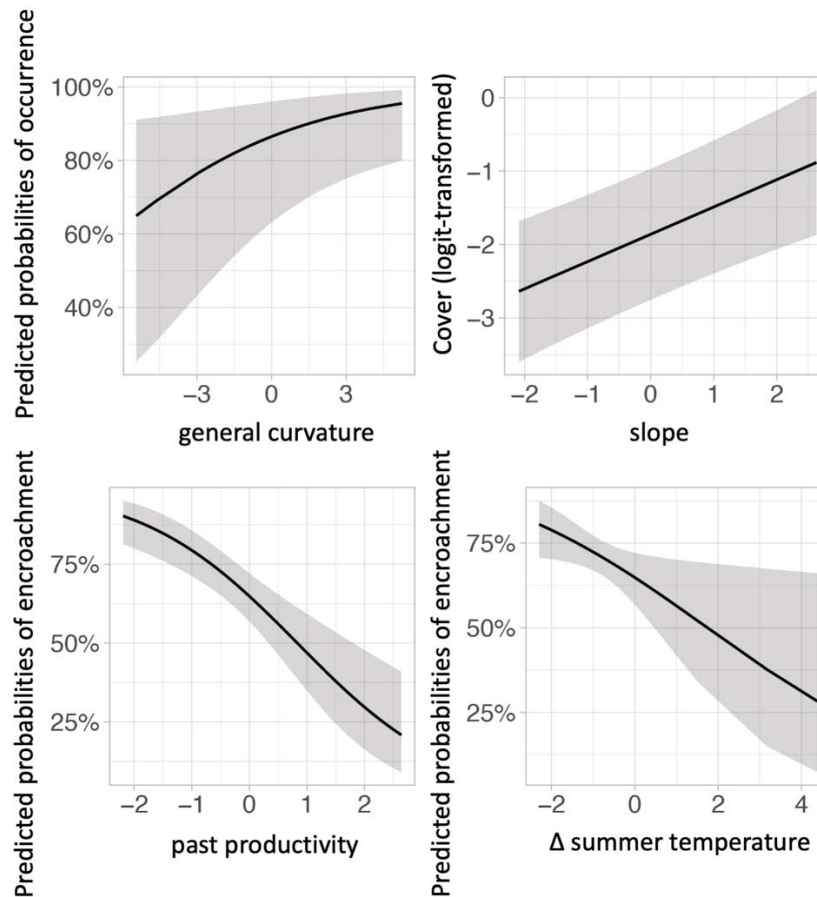 Predicted probabilities of occurrence
100%
80%
60%
40%
−3 0 3
general curvature
Cover (logit-transformed)
0
−1
−2
−3
−2 −1 0 1 2
slope
Predicted probabilities of encroachment
75%
50%
25%
−2 −1 0 1 2
past productivity
Predicted probabilities of encroachment
75%
50%
25%
−2 0 2 4
Δ summer temperature